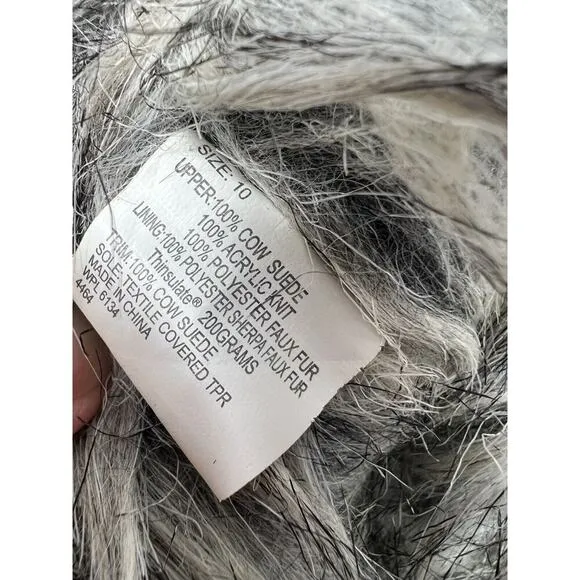 SIZE: 10
UPPER:100% COW SUEDE
100% ACRYLIC KNIT
100% POLYESTER FAUX FUR
LINING:100% POLYESTER SHERPA FAUX FUR
Thinsulate® 200GRAMS
TRIM:100% COW SUEDE
SOLE:TEXTILE COVERED TPR
MADE IN CHINA
WPL 6134
4464